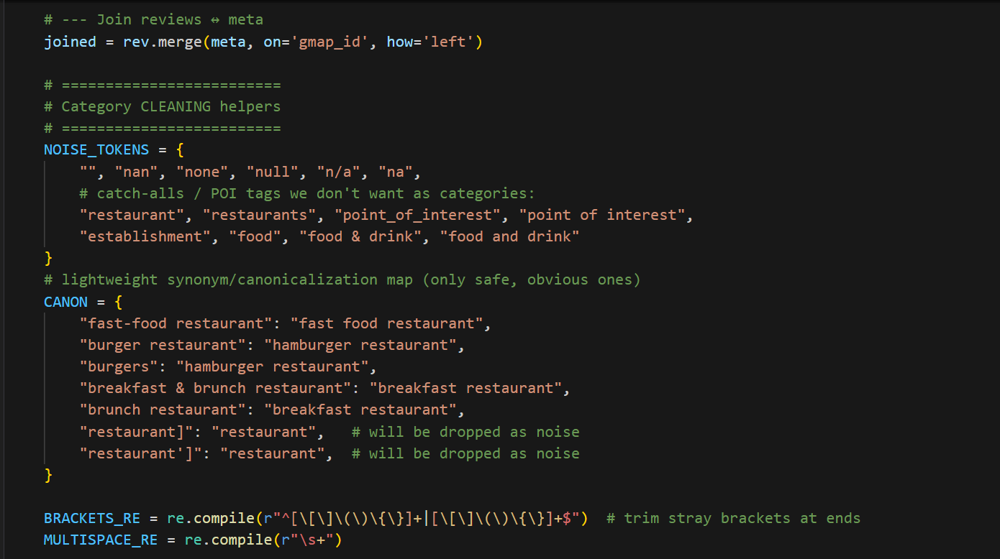 # --- Join reviews ↔ meta
joined = rev.merge(meta, on='gmap_id', how='left')
# =========================
# Category CLEANING helpers
# =========================
NOISE_TOKENS = {
"", "nan", "none", "null", "n/a", "na",
# catch-alls / POI tags we don't want as categories:
"restaurant", "restaurants", "point_of_interest", "point of interest",
"establishment", "food", "food & drink", "food and drink"
}
# lightweight synonym/canonicalization map (only safe, obvious ones)
CANON = {
"fast-food restaurant": "fast food restaurant",
"burger restaurant": "hamburger restaurant",
"burgers": "hamburger restaurant",
"breakfast & brunch restaurant": "breakfast restaurant",
"brunch restaurant": "breakfast restaurant",
"restaurant]": "restaurant",   # will be dropped as noise
"restaurant']": "restaurant",  # will be dropped as noise
}
BRACKETS_RE = re.compile(r"^[\[\]\(\)\{\}]+|[\[\]\(\)\{\}]+$")  # trim stray brackets at ends
MULTISPACE_RE = re.compile(r"\s+")